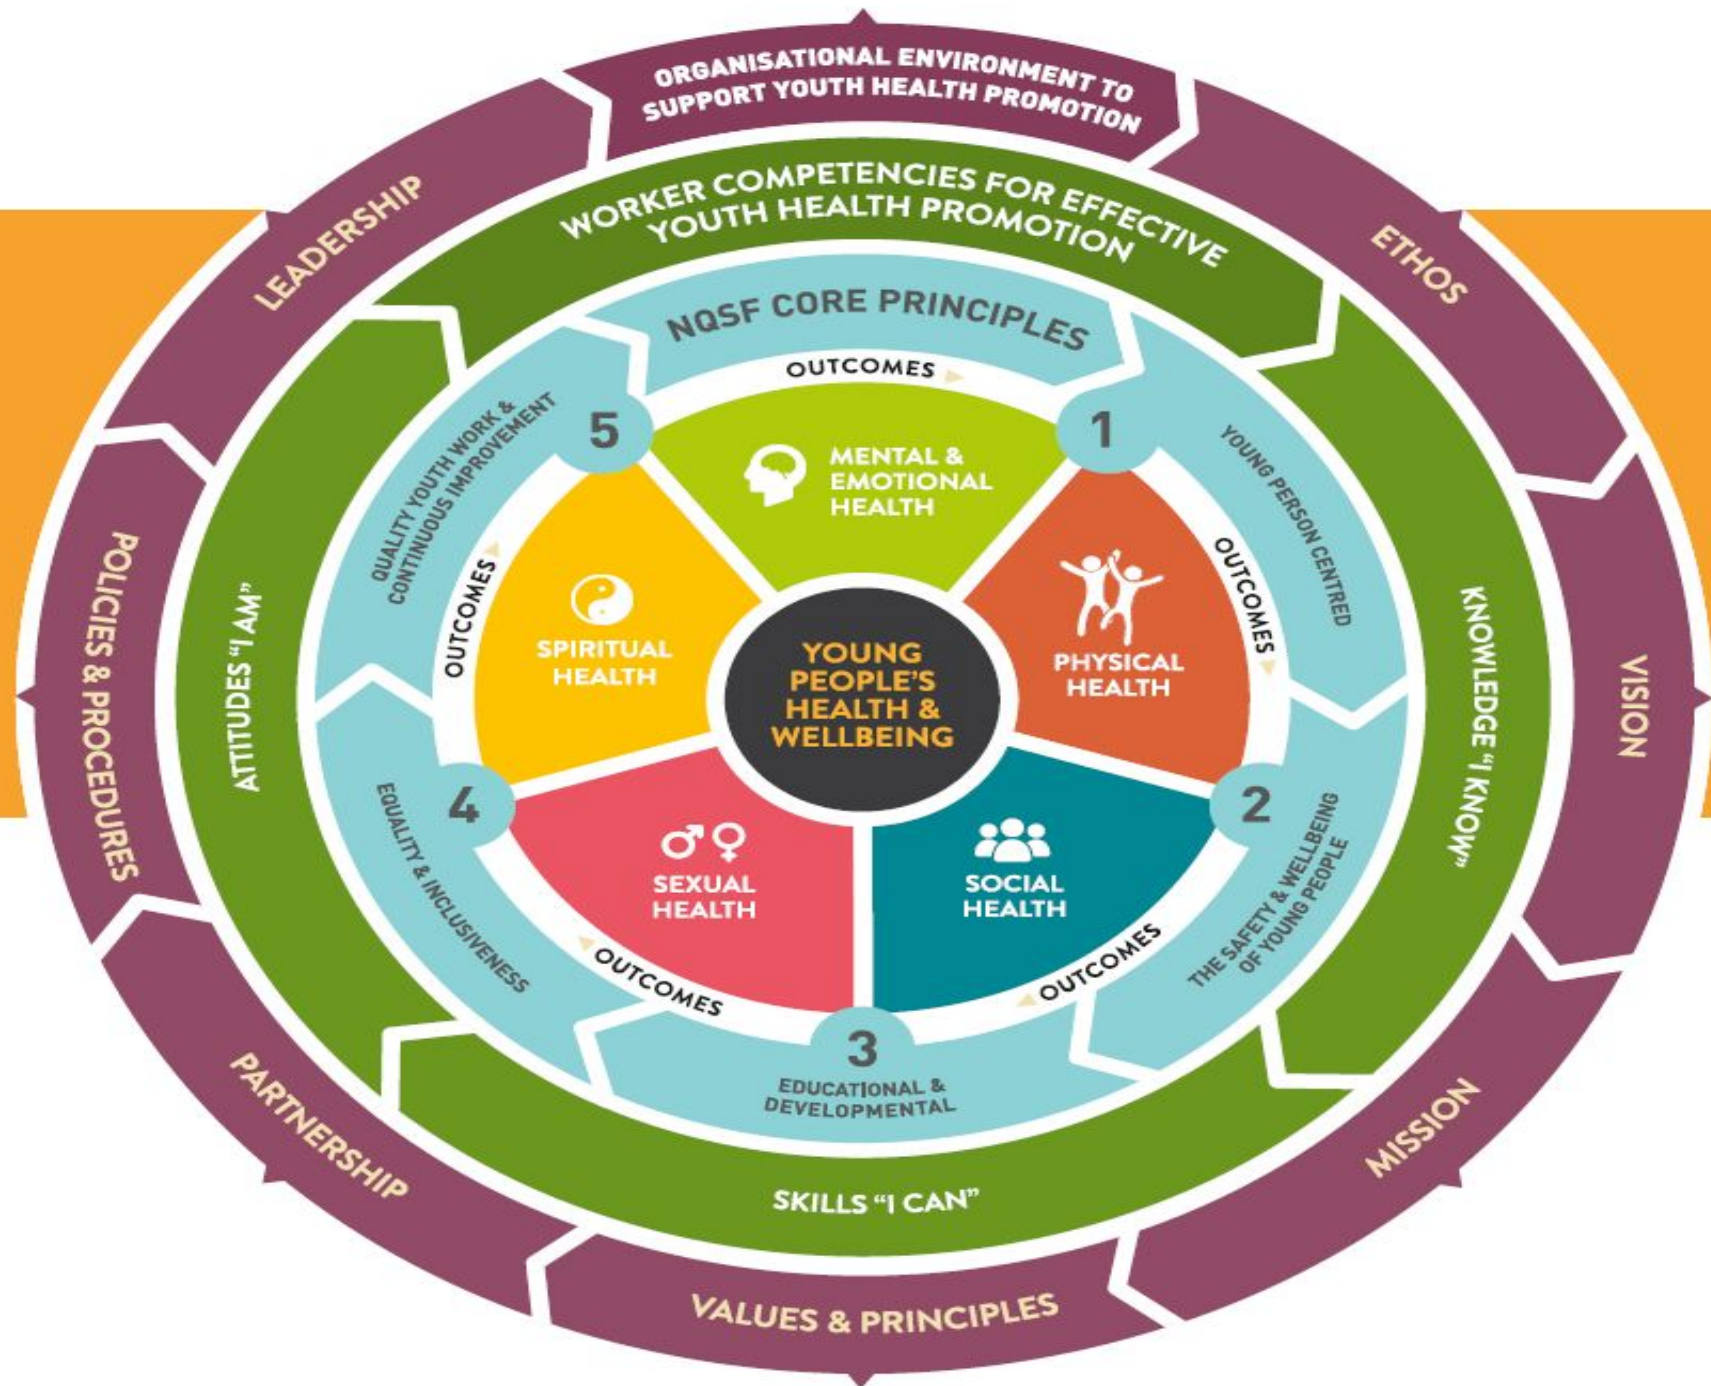 ORGANISATIONAL ENVIRONMENT TO
SUPPORT YOUTH HEALTH PROMOTION
ETHOS
VISION
MISSION
VALUES & PRINCIPLES
PARTNERSHIP
POLICIES & PROCEDURES
LEADERSHIP
WORKER COMPETENCIES FOR EFFECTIVE
YOUTH HEALTH PROMOTION
KNOWLEDGE "I KNOW"
SKILLS "I CAN"
ATTITUDES "I AM"
NQSF CORE PRINCIPLES
1
YOUNG PERSON CENTRED
2
THE SAFETY & WELLBEING
OF YOUNG PEOPLE
3
EDUCATIONAL &
DEVELOPMENTAL
4
EQUALITY & INCLUSIVENESS
5
QUALITY YOUTH WORK &
CONTINUOUS IMPROVEMENT
OUTCOMES
OUTCOMES
OUTCOMES
OUTCOMES
OUTCOMES
MENTAL &
EMOTIONAL
HEALTH
PHYSICAL
HEALTH
SOCIAL
HEALTH
SEXUAL
HEALTH
SPIRITUAL
HEALTH
YOUNG
PEOPLE'S
HEALTH &
WELLBEING